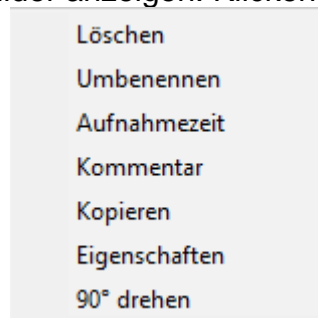 Löschen
Umbenennen
Aufnahmezeit
Kommentar
Kopieren
Eigenschaften
90° drehen